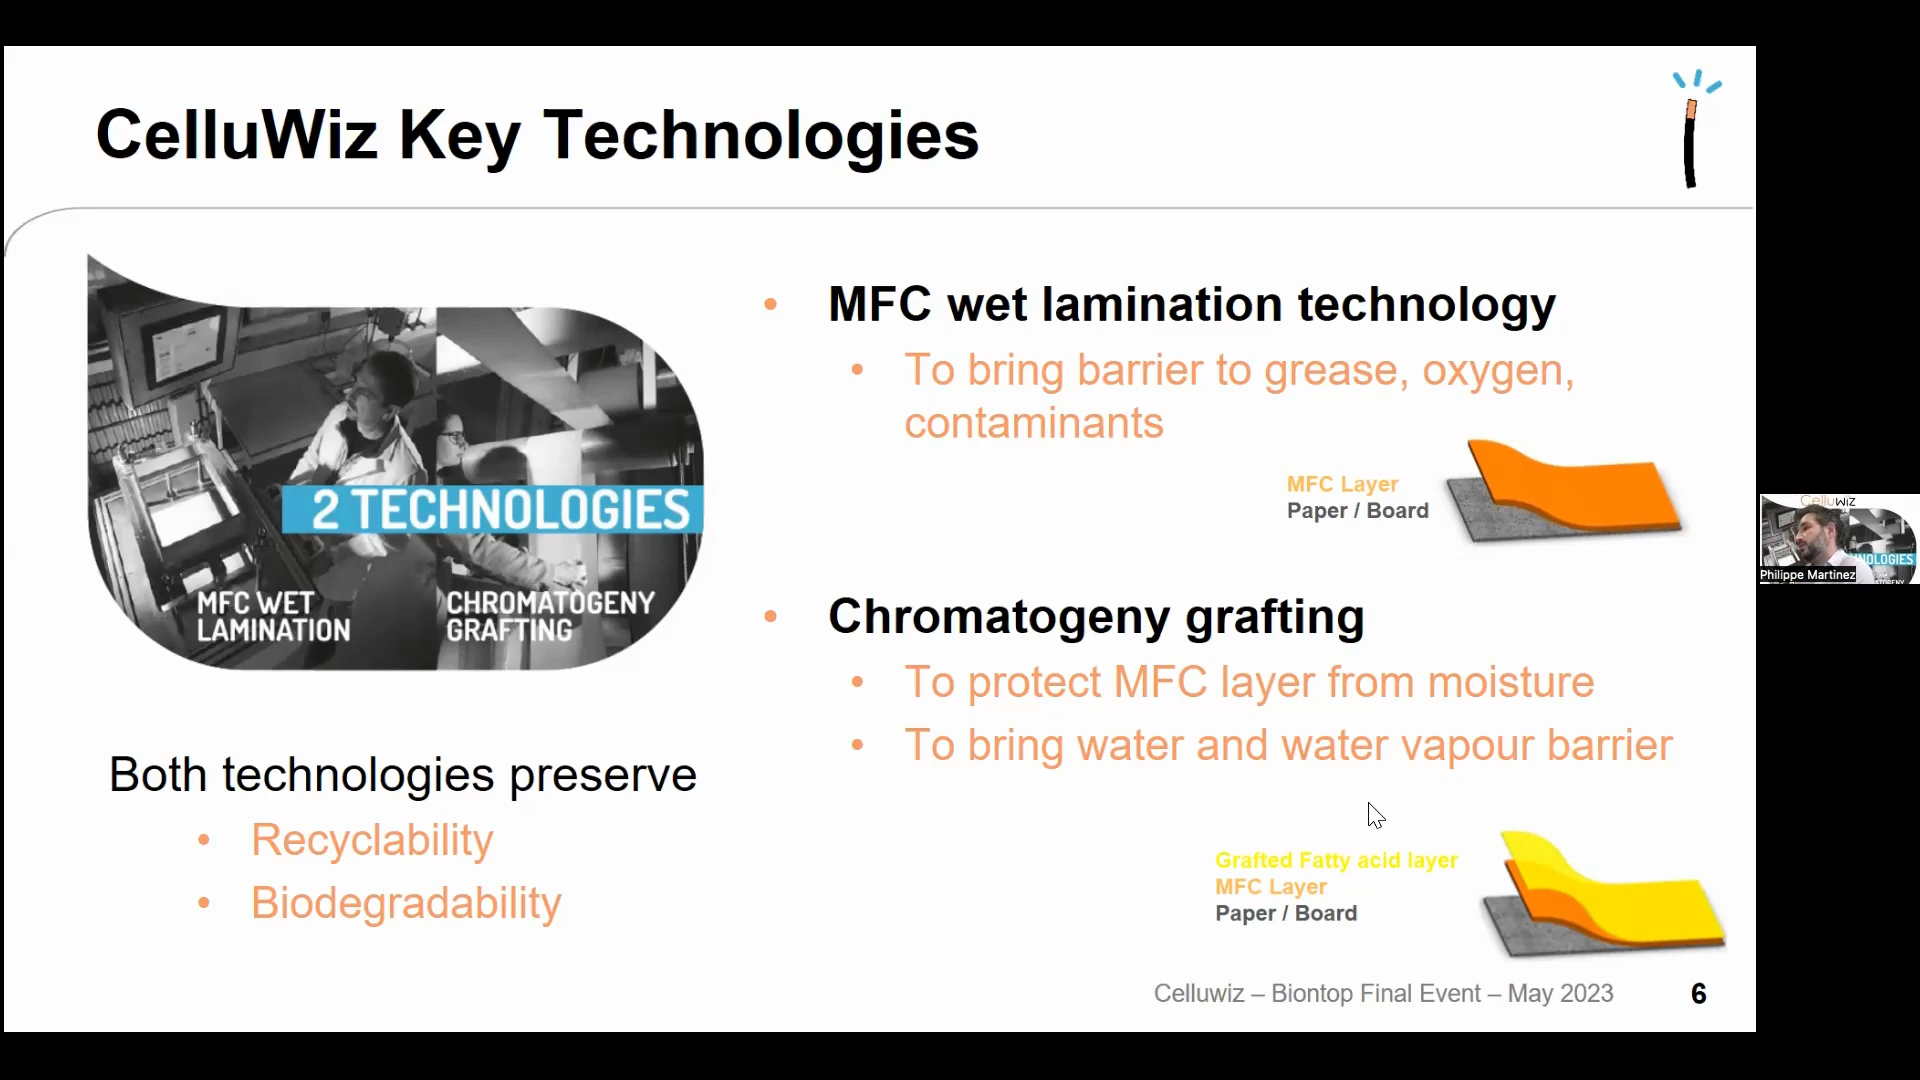 CelluWiz Key Technologies
2 TECHNOLOGIES
MFC WET
LAMINATION
CHROMATOGENY
GRAFTING
Both technologies preserve
• Recyclability
• Biodegradability
• MFC wet lamination technology
• To bring barrier to grease, oxygen,
contaminants
MFC Layer
Paper / Board
• Chromatogeny grafting
• To protect MFC layer from moisture
• To bring water and water vapour barrier
Grafted Fatty acid layer
MFC Layer
Paper / Board
Celluwiz – Biontop Final Event – May 2023
6
Celluwiz
NOLOGIES
Philippe Martinez